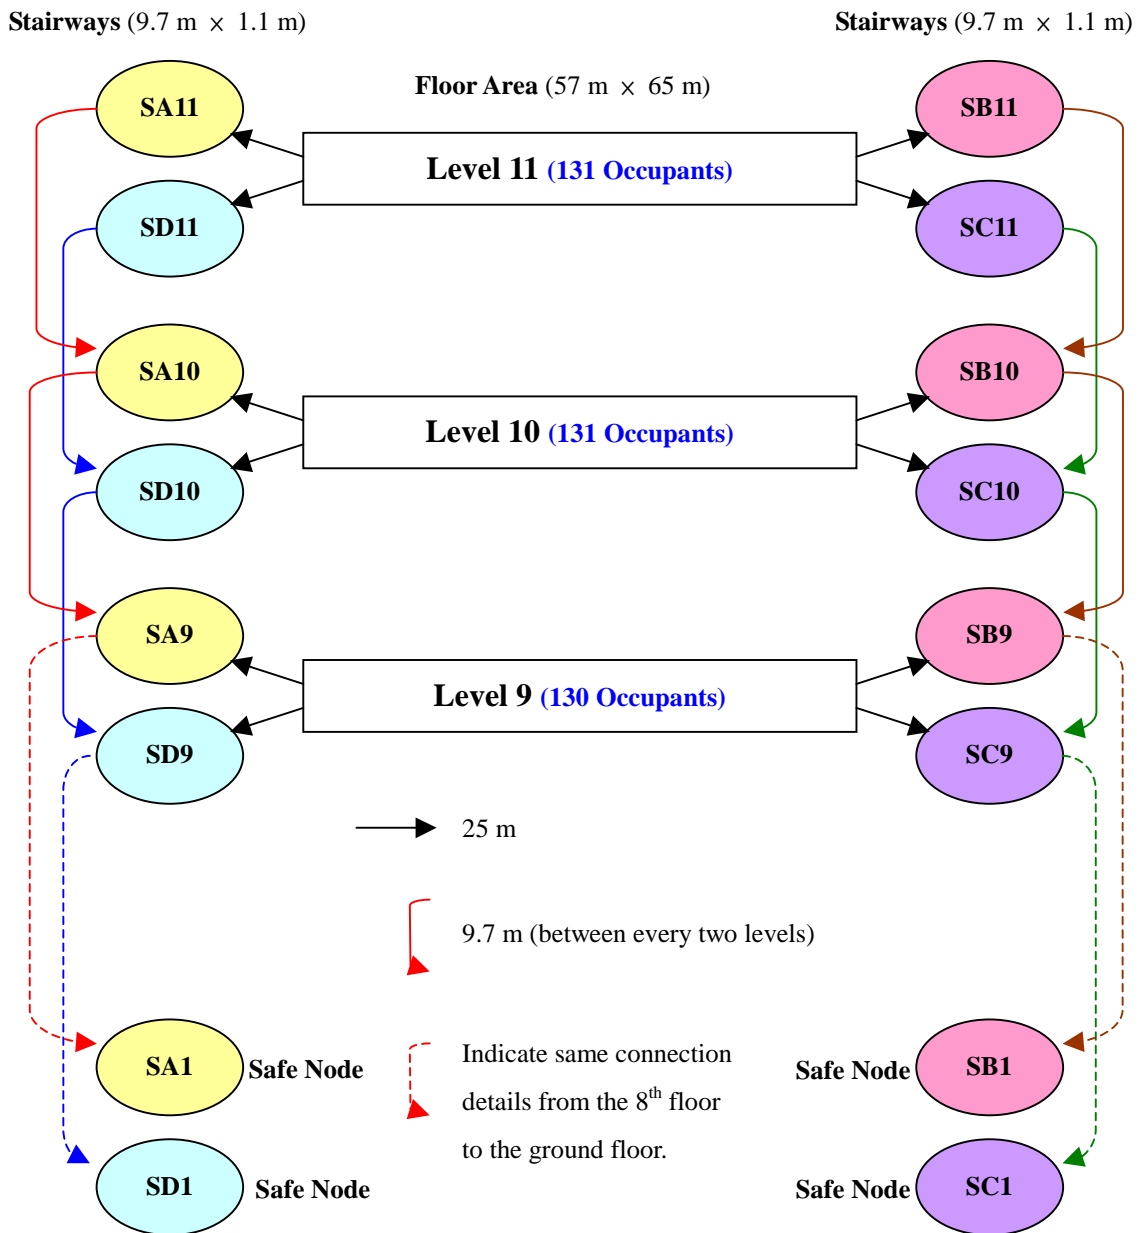 Stairways (9.7 m × 1.1 m)
Stairways (9.7 m × 1.1 m)
Floor Area (57 m × 65 m)
SA11
SB11
Level 11 (131 Occupants)
SD11
SC11
SA10
SB10
Level 10 (131 Occupants)
SD10
SC10
SA9
SB9
Level 9 (130 Occupants)
SD9
SC9
25 m
9.7 m (between every two levels)
Indicate same connection
details from the 8th floor
to the ground floor.
SA1
Safe Node
Safe Node
SB1
SD1
Safe Node
Safe Node
SC1